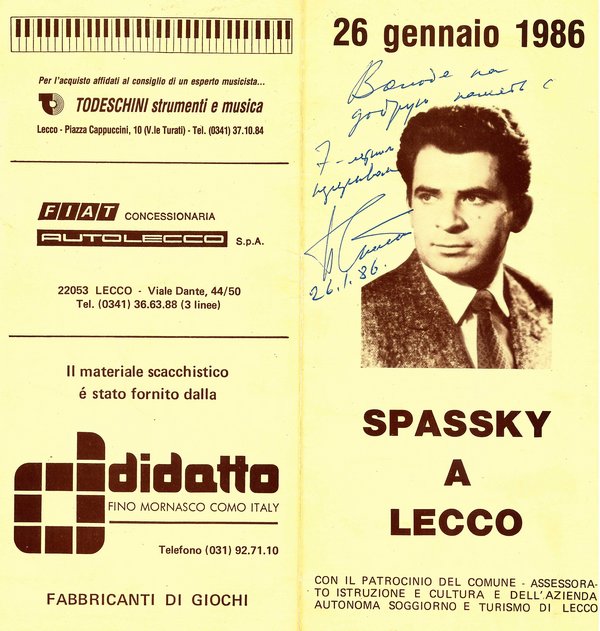 Per l'acquisto affidati al consiglio di un esperto musicista...
TODESCHINI strumenti e musica
Lecco - Piazza Cappuccini, 10 (V.le Turati) - Tel. (0341) 37.10.84
FIAT CONCESSIONARIA
AUTOLECCO S.p.A.
22053 LECCO - Viale Dante, 44/50
Tel. (0341) 36.63.88 (3 linee)
Il materiale scacchistico
é stato fornito dalla
didatto
FINO MORNASCO COMO ITALY
Telefono (031) 92.71.10
FABBRICANTI DI GIOCHI
26 gennaio 1986
Володе на
добрую память с
26.1.86.
SPASSKY
A
LECCO
CON IL PATROCINIO DEL COMUNE - ASSESSORA-
TO ISTRUZIONE E CULTURA E DELL'AZIENDA
AUTONOMA SOGGIORNO E TURISMO DI LECCO